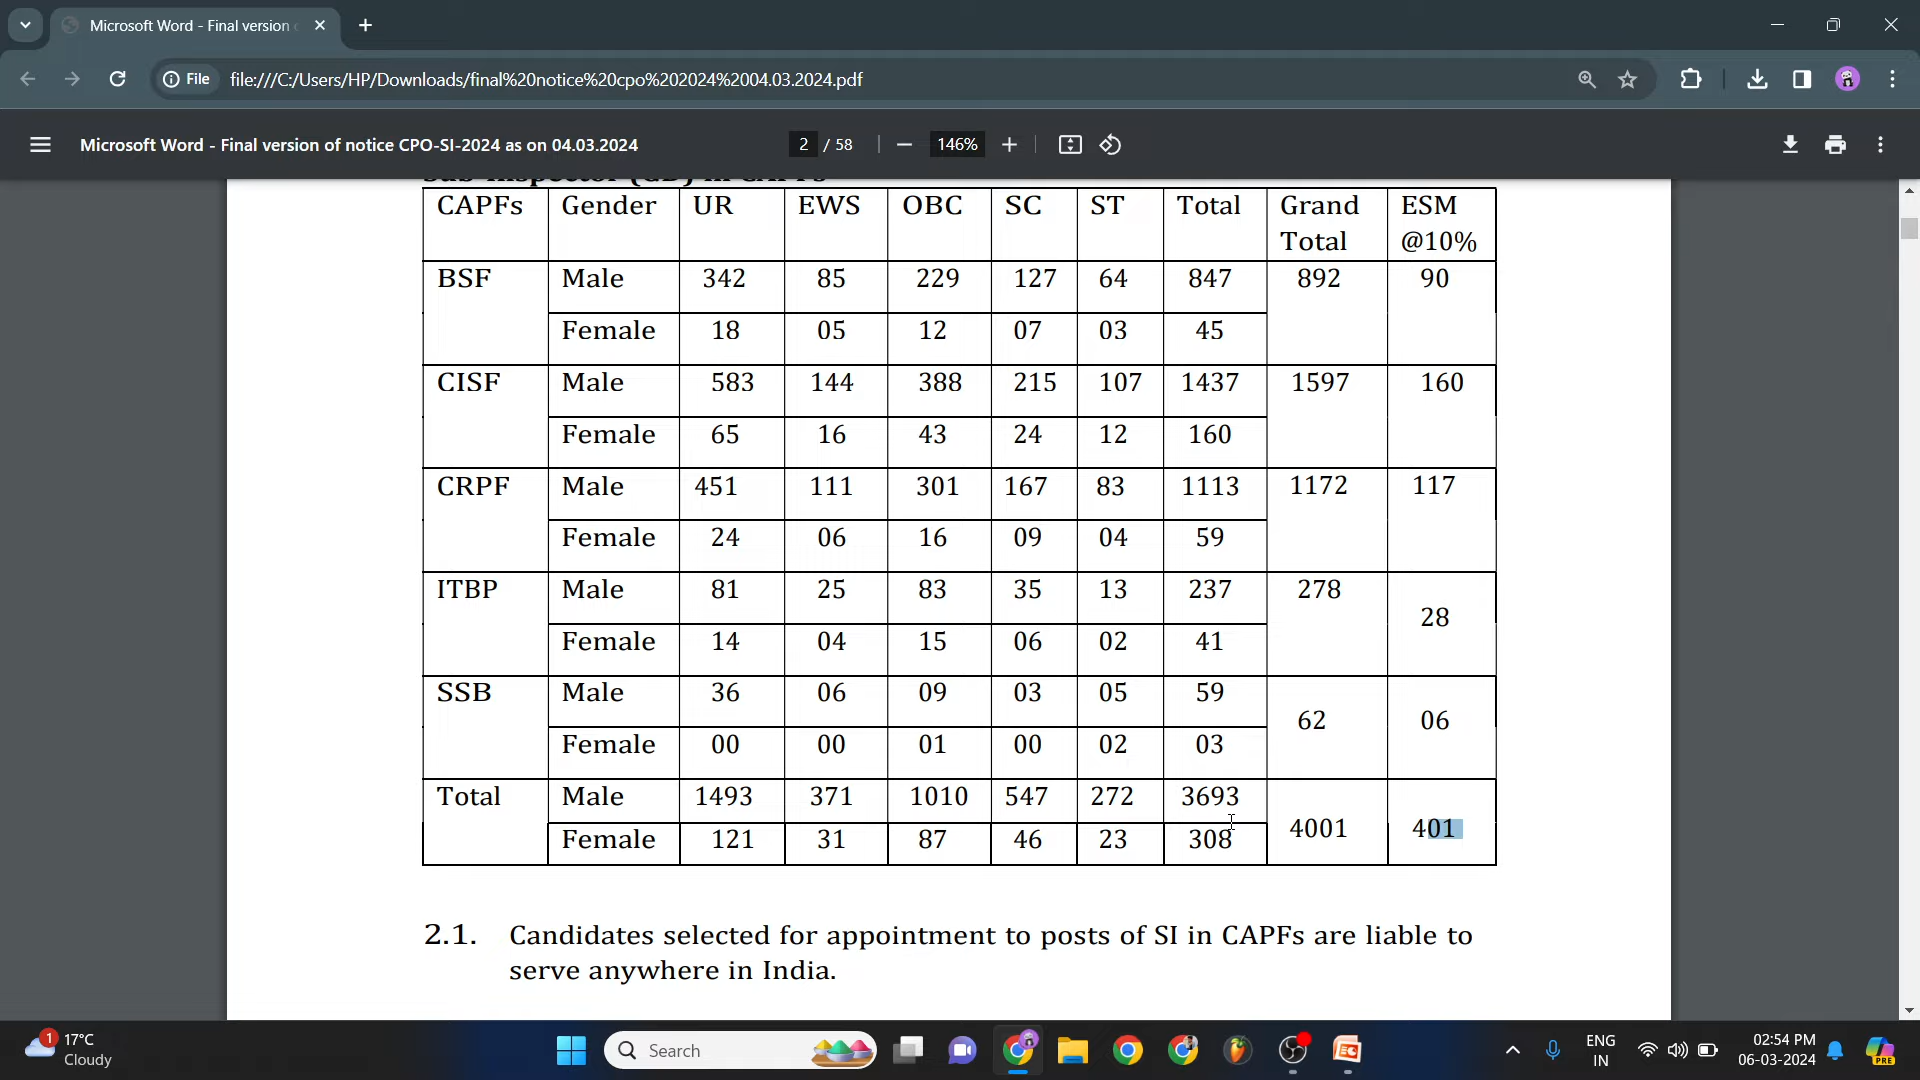 Microsoft Word - Final version
File
file:///C:/Users/HP/Downloads/final%20notice%20cpo%202024%2004.03.2024.pdf
Microsoft Word - Final version of notice CPO-SI-2024 as on 04.03.2024
2 / 58
146%
CAPFs Gender UR EWS OBC SC ST Total Grand Total ESM @10%
BSF Male 342 85 229 127 64 847 892 90
Female 18 05 12 07 03 45
CISF Male 583 144 388 215 107 1437 1597 160
Female 65 16 43 24 12 160
CRPF Male 451 111 301 167 83 1113 1172 117
Female 24 06 16 09 04 59
ITBP Male 81 25 83 35 13 237 278 28
Female 14 04 15 06 02 41
SSB Male 36 06 09 03 05 59 62 06
Female 00 00 01 00 02 03
Total Male 1493 371 1010 547 272 3693 4001 401
Female 121 31 87 46 23 308
2.1. Candidates selected for appointment to posts of SI in CAPFs are liable to
serve anywhere in India.
1
17°C
Cloudy
Search
ENG
IN
02:54 PM
06-03-2024
PRE